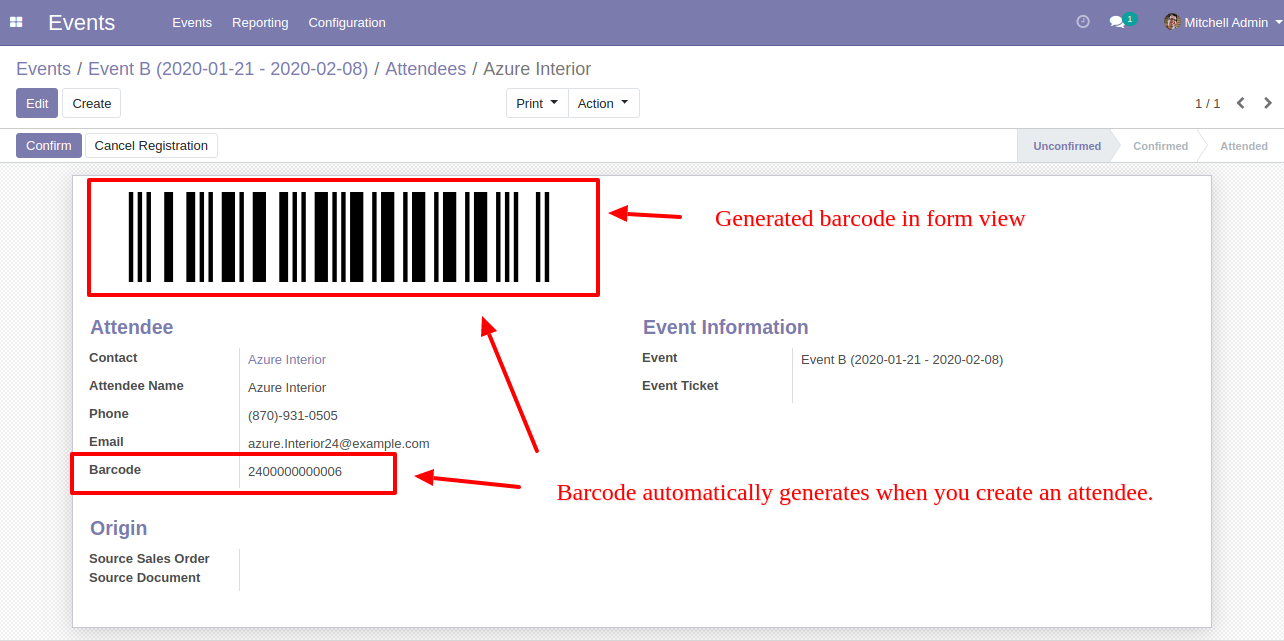 Events Events Reporting Configuration 1 Mitchell Admin
Events / Event B (2020-01-21 - 2020-02-08) / Attendees / Azure Interior
Edit Create Print Action 1 / 1
Confirm Cancel Registration Unconfirmed Confirmed Attended
Generated barcode in form view
Attendee Event Information
Contact Azure Interior Event Event B (2020-01-21 - 2020-02-08)
Attendee Name Azure Interior Event Ticket
Phone (870)-931-0505
Email azure.Interior24@example.com
Barcode 2400000000006
Barcode automatically generates when you create an attendee.
Origin
Source Sales Order
Source Document